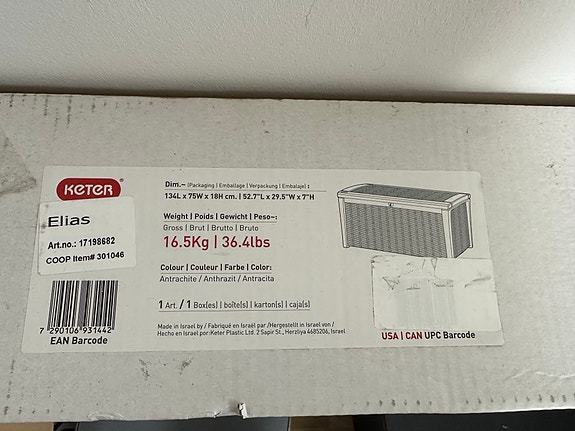 KETER®
Elias
Art.no.: 17198682
COOP Item# 301046
7 290106 931442
EAN Barcode
Dim.– (Packaging | Emballage | Verpackung | Embalaje) :
134L x 75W x 18H cm. | 52.7"L x 29.5"W x 7"H
Weight | Poids | Gewicht | Peso–:
Gross | Brut | Brutto | Bruto
16.5Kg | 36.4lbs
Colour | Couleur | Farbe | Color:
Antrachite / Anthrazit / Antracita
1 Art. / 1 Box(es) | boîte(s) | karton(s) | caja(s)
Made in Israel by / Fabriqué en Israël par /Hergestellt in Israel von /
Hecho en Israel por:Keter Plastic Ltd. 2 Sapir St., Herzliya 4685206, Israel
USA | CAN UPC Barcode